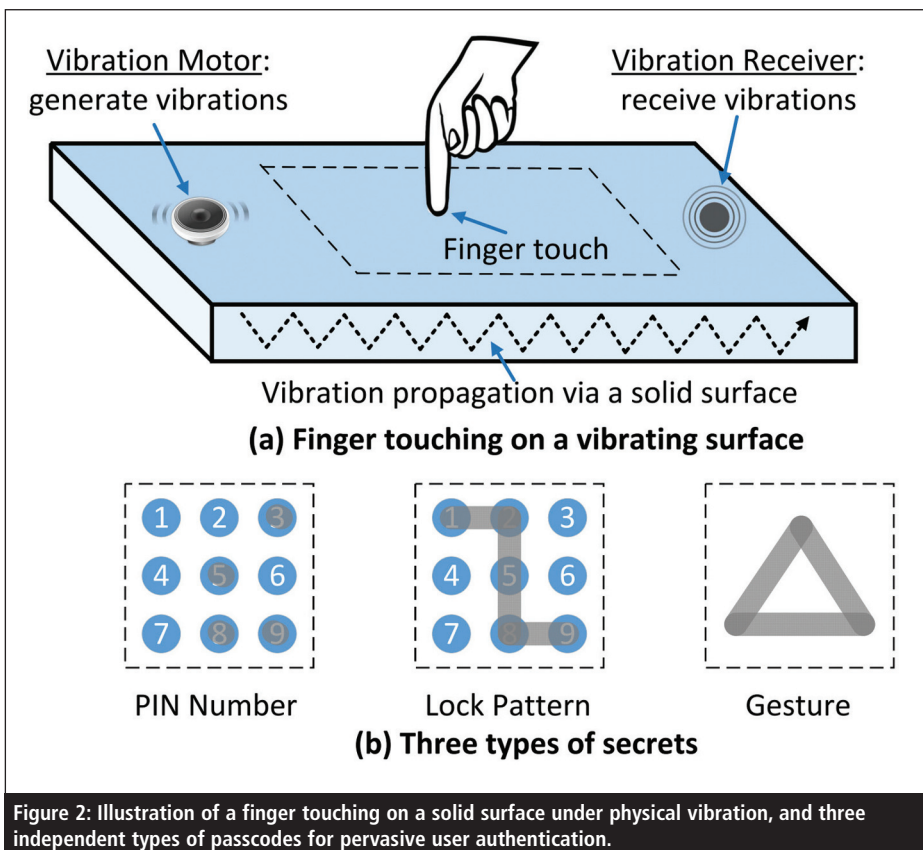 Vibration Motor:
generate vibrations
Vibration Receiver:
receive vibrations
Finger touch
Vibration propagation via a solid surface
(a) Finger touching on a vibrating surface
1 2 3
4 5 6
7 8 9
PIN Number
1 2 3
4 5 6
7 8 9
Lock Pattern
Gesture
(b) Three types of secrets
Figure 2: Illustration of a finger touching on a solid surface under physical vibration, and three
independent types of passcodes for pervasive user authentication.